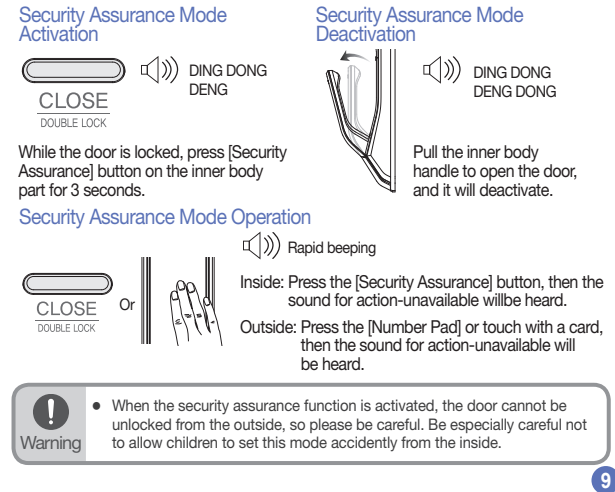 Security Assurance Mode
Activation
DING DONG
DENG
CLOSE
DOUBLE LOCK
While the door is locked, press [Security
Assurance] button on the inner body
part for 3 seconds.
Security Assurance Mode
Deactivation
DING DONG
DENG DONG
Pull the inner body
handle to open the door,
and it will deactivate.
Security Assurance Mode Operation
Rapid beeping
CLOSE
DOUBLE LOCK
Or
Inside: Press the [Security Assurance] button, then the
sound for action-unavailable willbe heard.
Outside: Press the [Number Pad] or touch with a card,
then the sound for action-unavailable will
be heard.
Warning
• When the security assurance function is activated, the door cannot be
unlocked from the outside, so please be careful. Be especially careful not
to allow children to set this mode accidently from the inside.
9